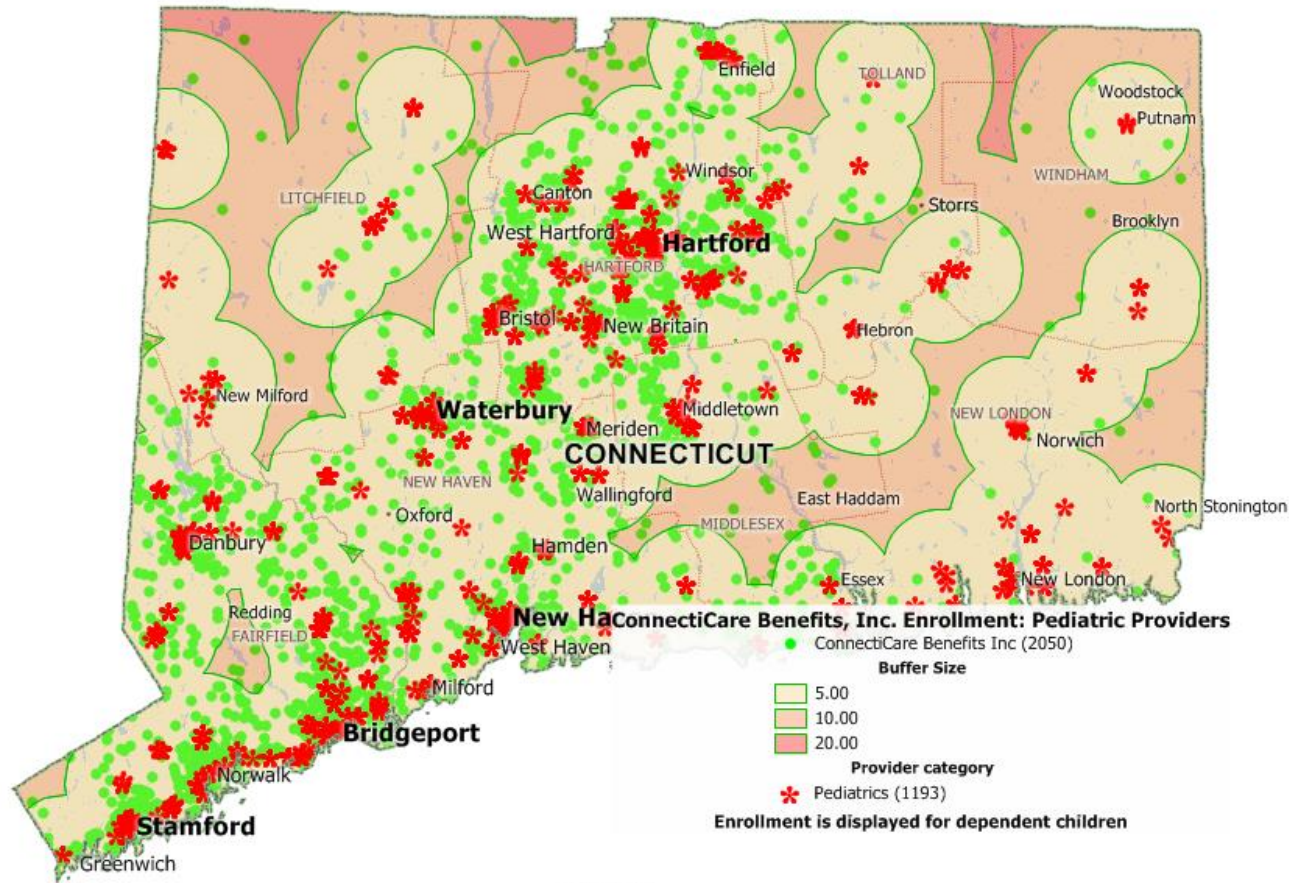 Enfield
TOLLAND
Woodstock
Putnam
Windsor
WINDHAM
LITCHFIELD
Canton
Storrs
Brooklyn
West Hartford
Hartford
HARTFORD
Bristol
New Britain
Hebron
New Milford
Waterbury
Middletown
NEW LONDON
Meriden
Norwich
CONNECTICUT
NEW HAVEN
Wallingford
East Haddam
North Stonington
Oxford
MIDDLESEX
Danbury
Hamden
Essex
New London
Redding
New Ha
ConnectiCare Benefits, Inc. Enrollment: Pediatric Providers
FAIRFIELD
West Haven
ConnectiCare Benefits Inc (2050)
Buffer Size
Milford
5.00
10.00
Bridgeport
20.00
Provider category
Norwalk
Pediatrics (1193)
Stamford
Enrollment is displayed for dependent children
Greenwich